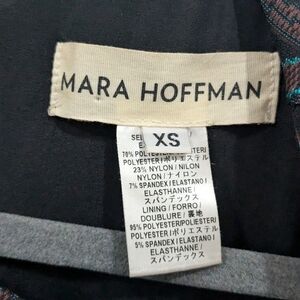 MARA HOFFMAN
XS
70% POLYESTER/
POLYESTER/ポリエステル
23% NYLON / NILON
NYLON / ナイロン
7% SPANDEX/ELASTANO/
ELASTHANNE /
スパンデックス
LINING / FORRO /
DOUBLURE / 裏地
95% POLYESTER/POLIESTER/
POLYESTER/ポリエステル
5% SPANDEX/ELASTANO /
ELASTHANNE /
スパンデックス